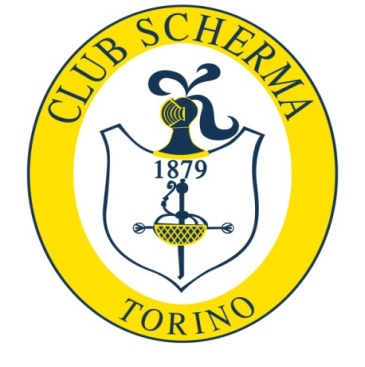 CLUB SCHERMA
1879
TORINO